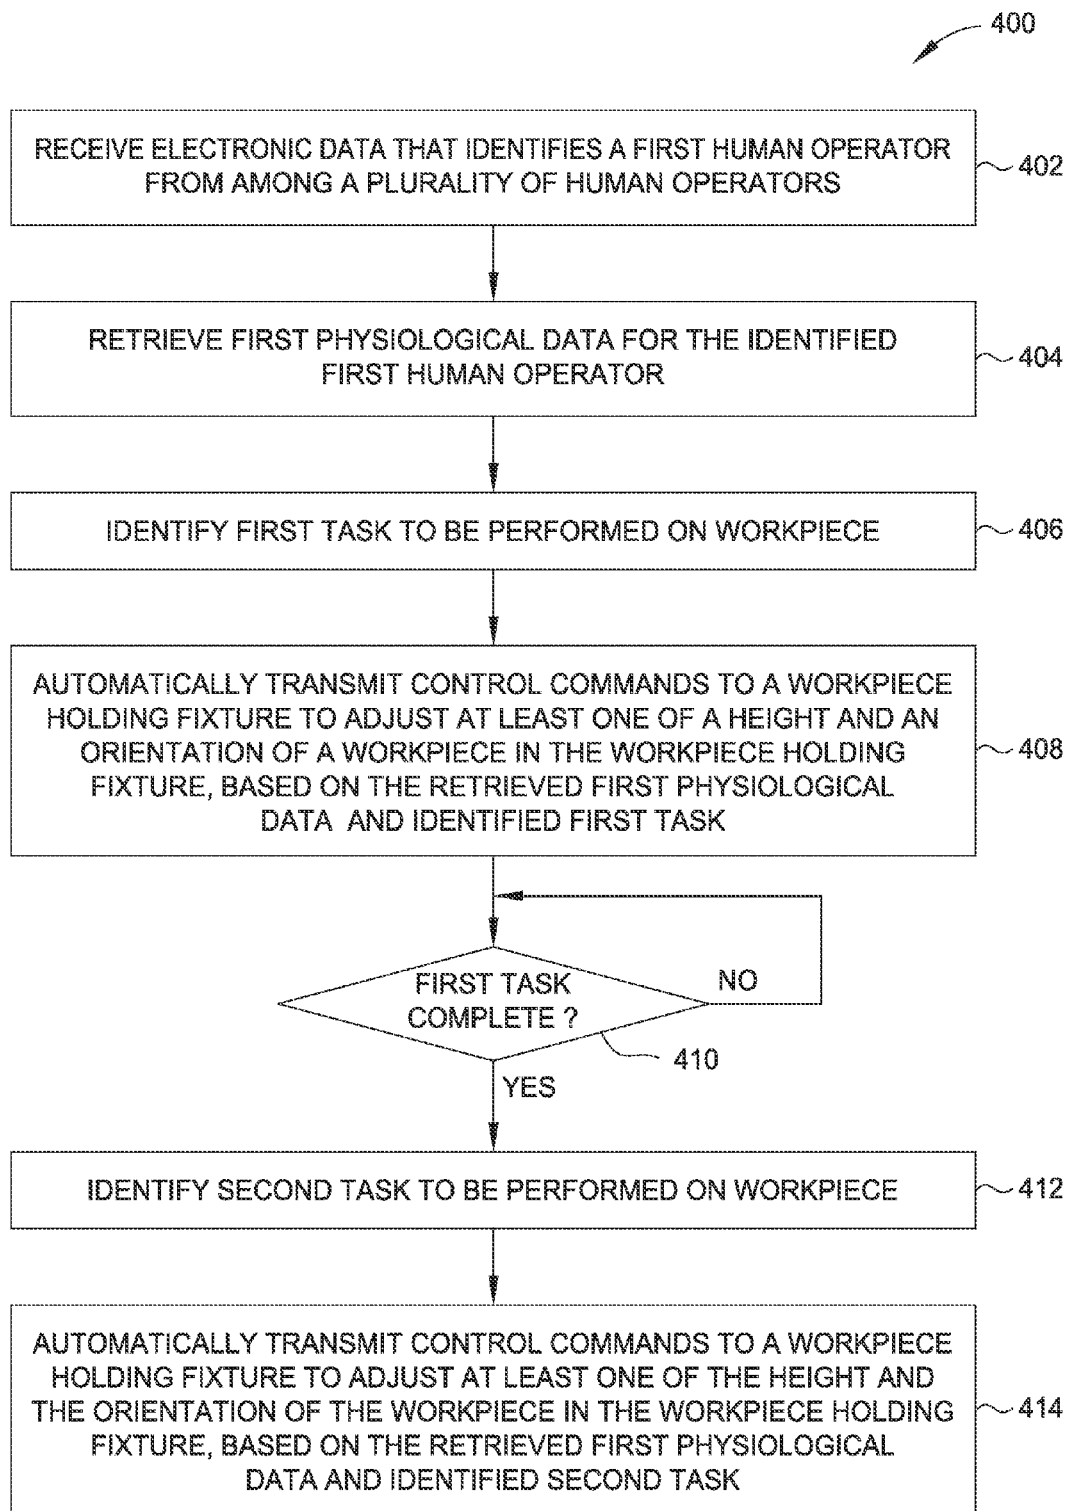 400
RECEIVE ELECTRONIC DATA THAT IDENTIFIES A FIRST HUMAN OPERATOR
FROM AMONG A PLURALITY OF HUMAN OPERATORS
402
RETRIEVE FIRST PHYSIOLOGICAL DATA FOR THE IDENTIFIED
FIRST HUMAN OPERATOR
404
IDENTIFY FIRST TASK TO BE PERFORMED ON WORKPIECE
406
AUTOMATICALLY TRANSMIT CONTROL COMMANDS TO A WORKPIECE
HOLDING FIXTURE TO ADJUST AT LEAST ONE OF A HEIGHT AND AN
ORIENTATION OF A WORKPIECE IN THE WORKPIECE HOLDING
FIXTURE, BASED ON THE RETRIEVED FIRST PHYSIOLOGICAL
DATA AND IDENTIFIED FIRST TASK
408
FIRST TASK
COMPLETE ?
NO
410
YES
IDENTIFY SECOND TASK TO BE PERFORMED ON WORKPIECE
412
AUTOMATICALLY TRANSMIT CONTROL COMMANDS TO A WORKPIECE
HOLDING FIXTURE TO ADJUST AT LEAST ONE OF THE HEIGHT AND
THE ORIENTATION OF THE WORKPIECE IN THE WORKPIECE HOLDING
FIXTURE, BASED ON THE RETRIEVED FIRST PHYSIOLOGICAL
DATA AND IDENTIFIED SECOND TASK
414